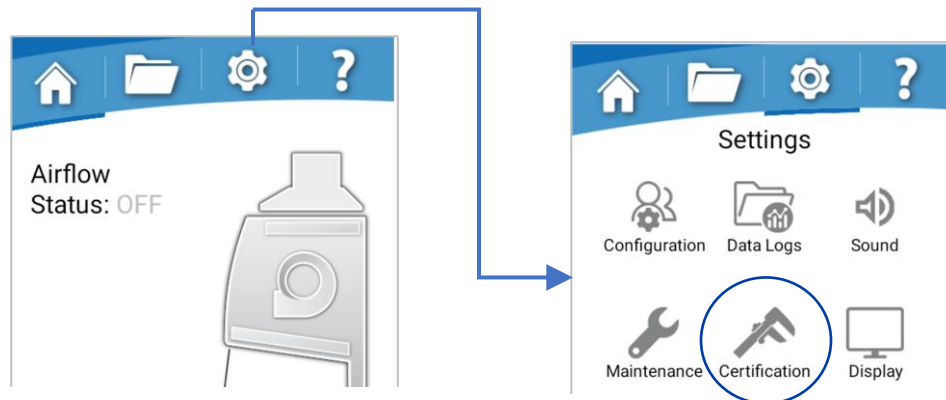 ?
Airflow
Status: OFF
?
Settings
Configuration Data Logs Sound
Maintenance Certification Display